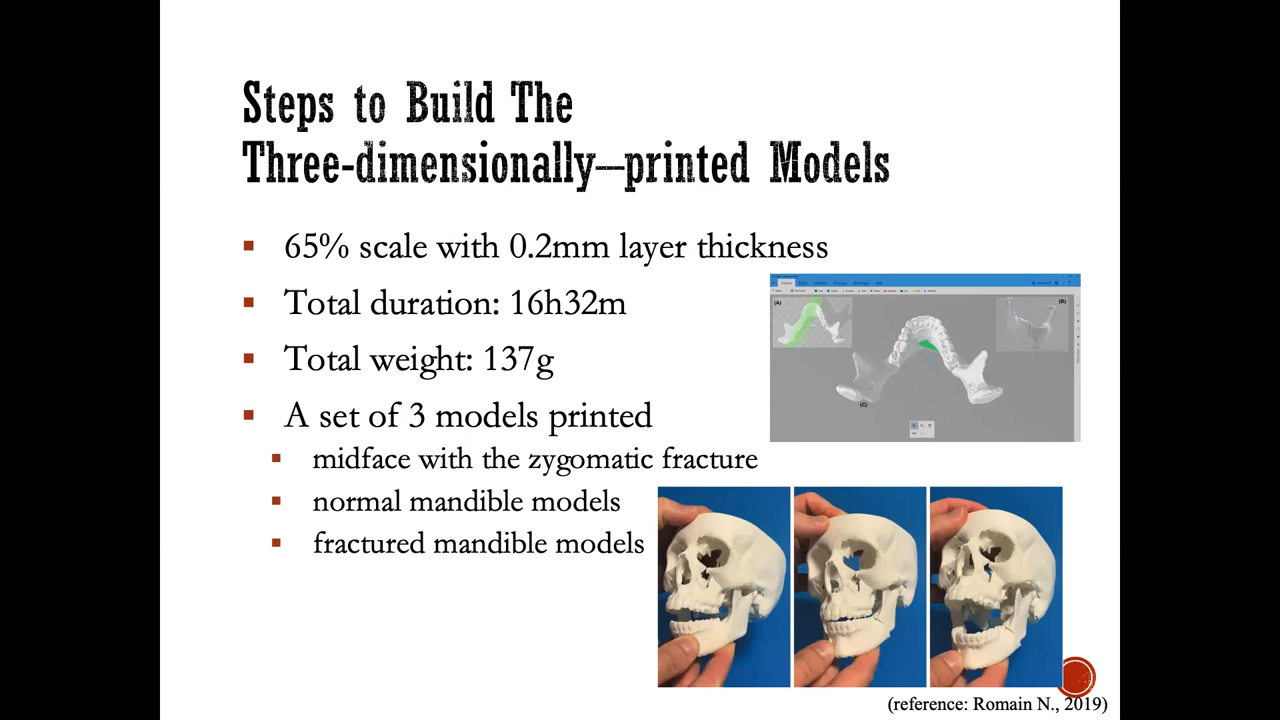 Steps to Build The
Three-dimensionally–printed Models
65% scale with 0.2mm layer thickness
Total duration: 16h32m
Total weight: 137g
A set of 3 models printed
midface with the zygomatic fracture
normal mandible models
fractured mandible models
(A)
(B)
(C)
(reference: Romain N., 2019)